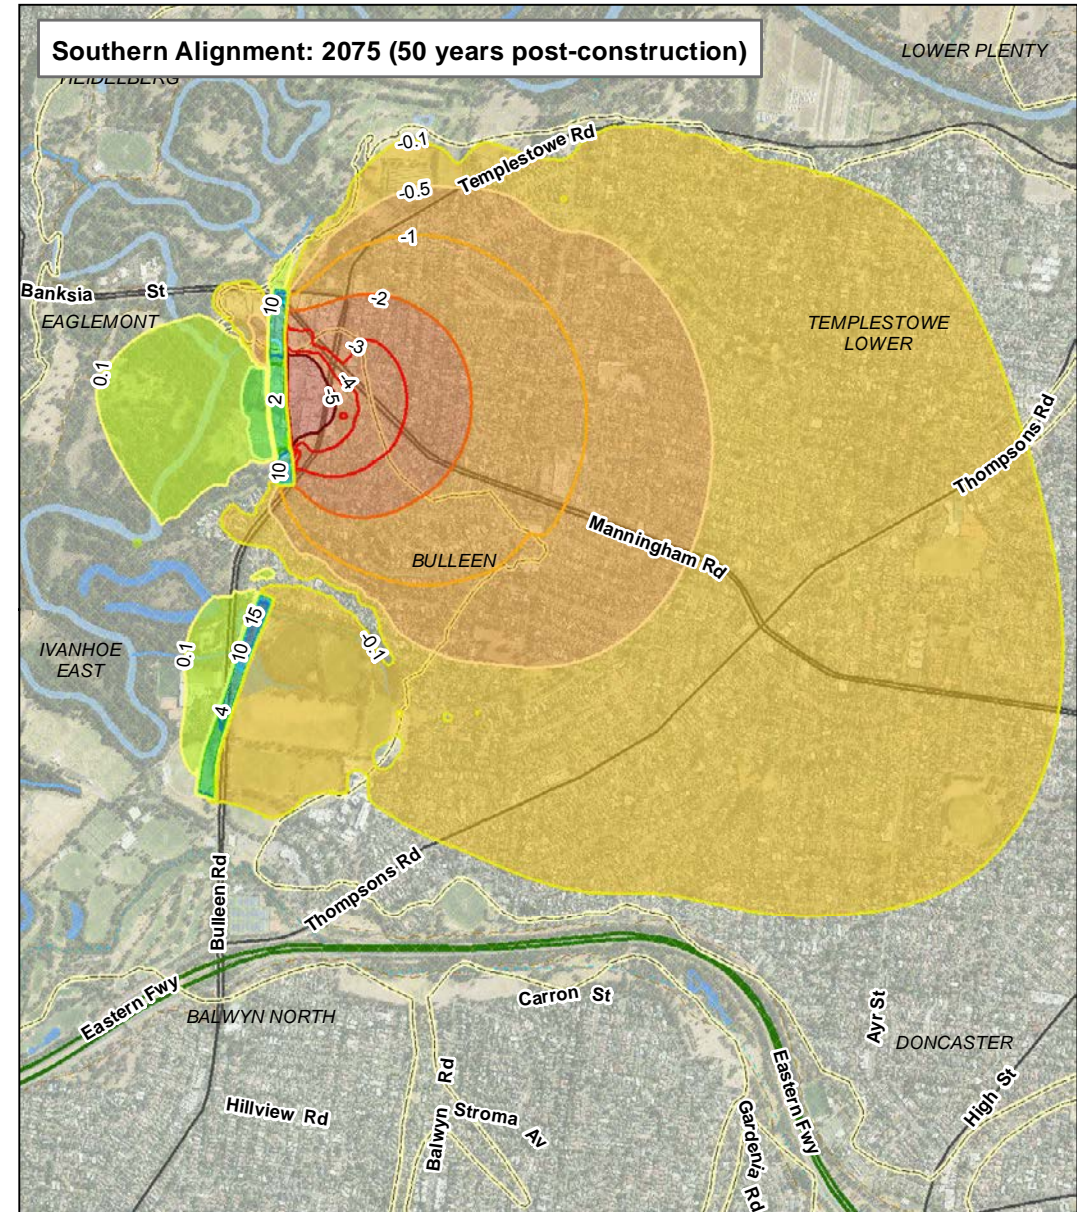 Southern Alignment: 2075 (50 years post-construction)
LOWER PLENTY
HEIDELBERG
-0.1
Templestowe Rd
-0.5
-1
Banksia St
10
-2
EAGLEMONT
TEMPLESTOWE
LOWER
-3
0.1
-4
-5
2
Thompsons Rd
10
Manningham Rd
BULLEEN
15
-0.1
IVANHOE
EAST
0.1
10
4
Bulleen Rd
Thompsons Rd
Eastern Fwy
Carron St
Ayr St
BALWYN NORTH
DONCASTER
Hillview Rd
Balwyn Rd
Stroma Av
Gardenia Rd
Eastern Fwy
High St